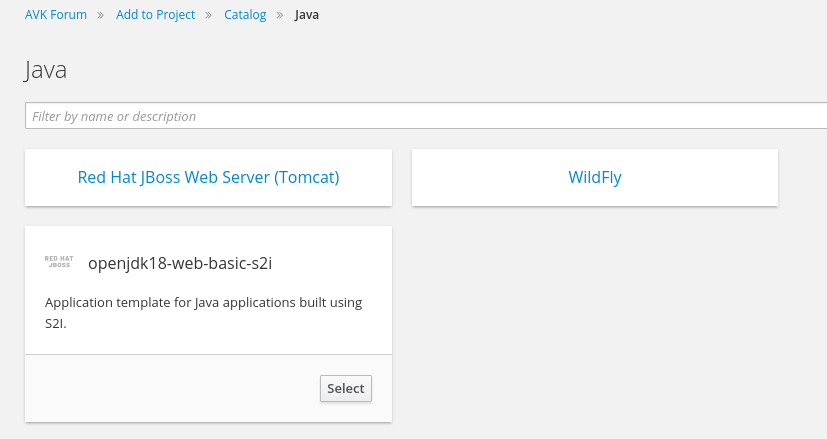 AVK Forum » Add to Project » Catalog » Java
Java
Filter by name or description
Red Hat JBoss Web Server (Tomcat)
WildFly
RED HAT
JBOSS
openjdk18-web-basic-s2i
Application template for Java applications built using
S2I.
Select